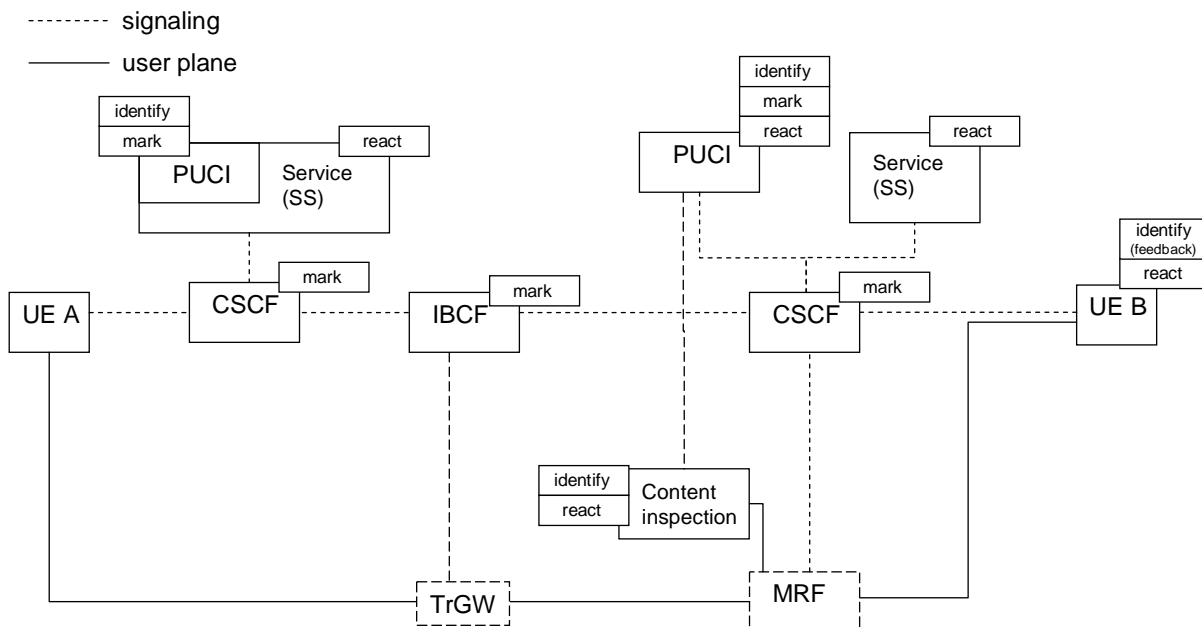 signaling
user plane
identify
mark
react
PUCI
Service
(SS)
identify
mark
react
PUCI
react
Service
(SS)
identify
(feedback)
react
UE A
mark
CSCF
mark
IBCF
mark
CSCF
UE B
identify
react
Content
inspection
TrGW
MRF